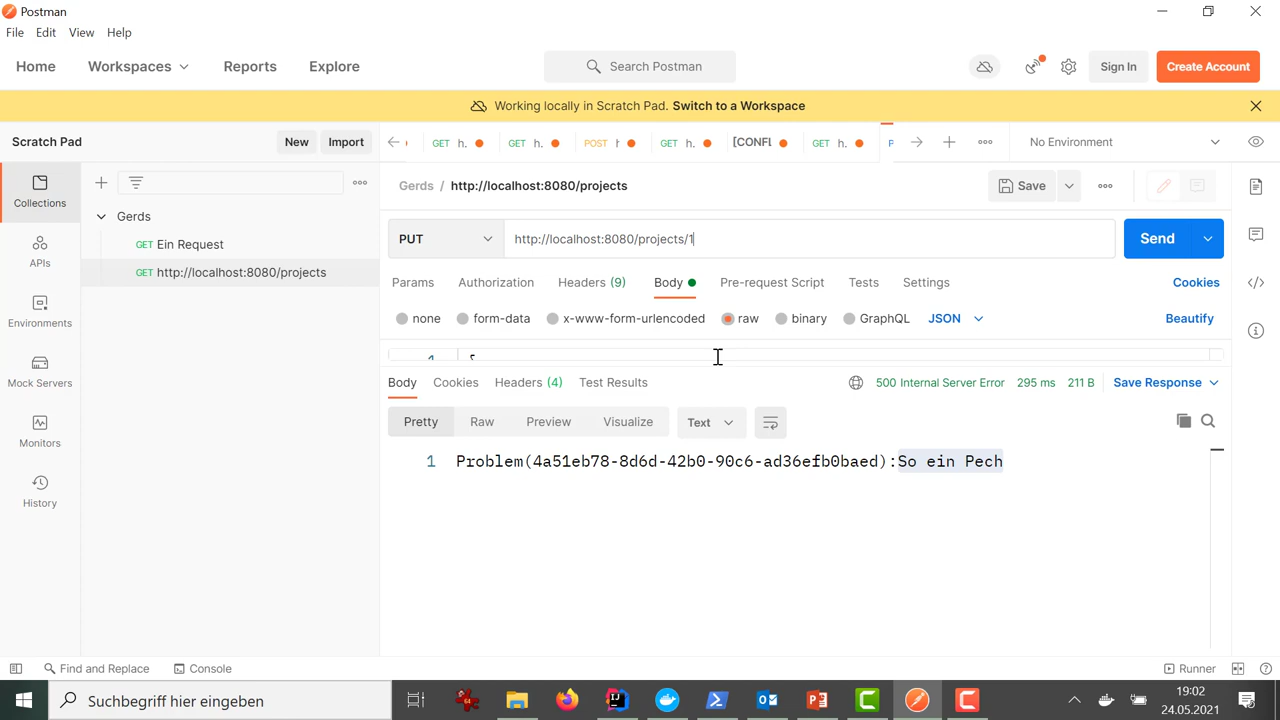 Postman
File Edit View Help
Home Workspaces Reports Explore Search Postman Sign In Create Account
Working locally in Scratch Pad. Switch to a Workspace
Scratch Pad New Import GET h. GET h. POST h GET h. [CONFL GET h. P No Environment
Gerds / http://localhost:8080/projects Save
Gerds
PUT http://localhost:8080/projects/1 Send
GET Ein Request
GET http://localhost:8080/projects
Params Authorization Headers (9) Body Pre-request Script Tests Settings Cookies
none form-data x-www-form-urlencoded raw binary GraphQL JSON Beautify
Collections
APIs
Environments
Mock Servers
Monitors
History
Body Cookies Headers (4) Test Results 500 Internal Server Error 295 ms 211 B Save Response
Pretty Raw Preview Visualize Text
1 Problem(4a51eb78-8d6d-42b0-90c6-ad36efb0baed):So ein Pech
Find and Replace Console Runner
Suchbegriff hier eingeben
19:02
24.05.2021